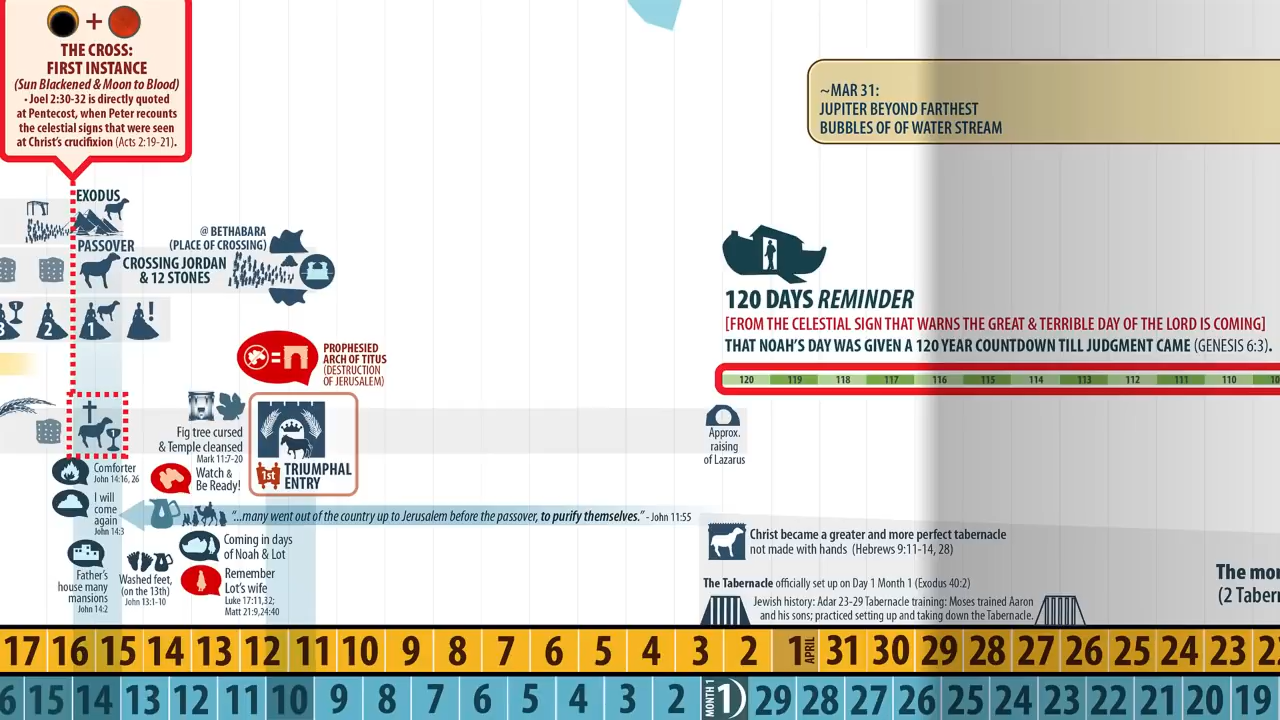 +
THE CROSS:
FIRST INSTANCE
(Sun Blackened & Moon to Blood)
• Joel 2:30-32 is directly quoted
at Pentecost, when Peter recounts
the celestial signs that were seen
at Christ's crucifixion (Acts 2:19-21).
~MAR 31:
JUPITER BEYOND FARTHEST
BUBBLES OF OF WATER STREAM
EXODUS
PASSOVER
@ BETHABARA
(PLACE OF CROSSING)
CROSSING JORDAN
& 12 STONES
3
2
1
!
120 DAYS REMINDER
[FROM THE CELESTIAL SIGN THAT WARNS THE GREAT & TERRIBLE DAY OF THE LORD IS COMING]
THAT NOAH'S DAY WAS GIVEN A 120 YEAR COUNTDOWN TILL JUDGMENT CAME (GENESIS 6:3).
120 119 118 117 116 115 114 113 112 111 110
=
PROPHESIED
ARCH OF TITUS
(DESTRUCTION
OF JERUSALEM)
Fig tree cursed
& Temple cleansed
Mark 11:7-20
1st
TRIUMPHAL
ENTRY
Approx.
raising
of Lazarus
Comforter
John 14:16, 26
Watch &
Be Ready!
I will
come
again
John 14:3
"...many went out of the country up to Jerusalem before the passover, to purify themselves." - John 11:55
Father's
house many
mansions
John 14:2
Washed feet,
(on the 13th)
John 13:1-10
Coming in days
of Noah & Lot
Remember
Lot's wife
Luke 17:11,32;
Matt 21:9,24:40
Christ became a greater and more perfect tabernacle
not made with hands (Hebrews 9:11-14, 28)
The Tabernacle officially set up on Day 1 Month 1 (Exodus 40:2)
Jewish history: Adar 23-29 Tabernacle training: Moses trained Aaron
and his sons; practiced setting up and taking down the Tabernacle.
The mo
(2 Taber
17 16 15 14 13 12 11 10 9 8 7 6 5 4 3 2 1 APRIL 31 30 29 28 27 26 25 24 23 22
6 15 14 13 12 11 10 9 8 7 6 5 4 3 2 MONTH 1 1 29 28 27 26 25 24 23 22 21 20 19